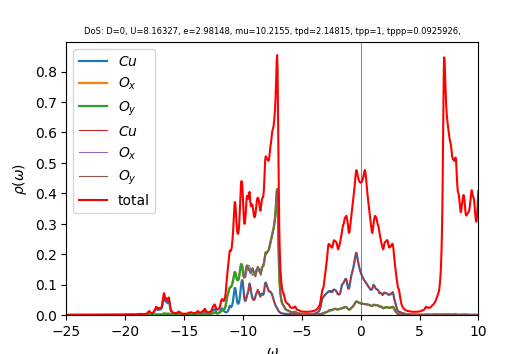 DoS: D=0, U=8.16327, e=2.98148, mu=10.2155, tpd=2.14815, tpp=1, tppp=0.0925926,
ρ(ω)
0.8
0.7
0.6
0.5
0.4
0.3
0.2
0.1
0.0
Cu
Oₓ
O_y
Cu
Oₓ
O_y
total
−25 −20 −15 −10 −5 0 5 10
ω